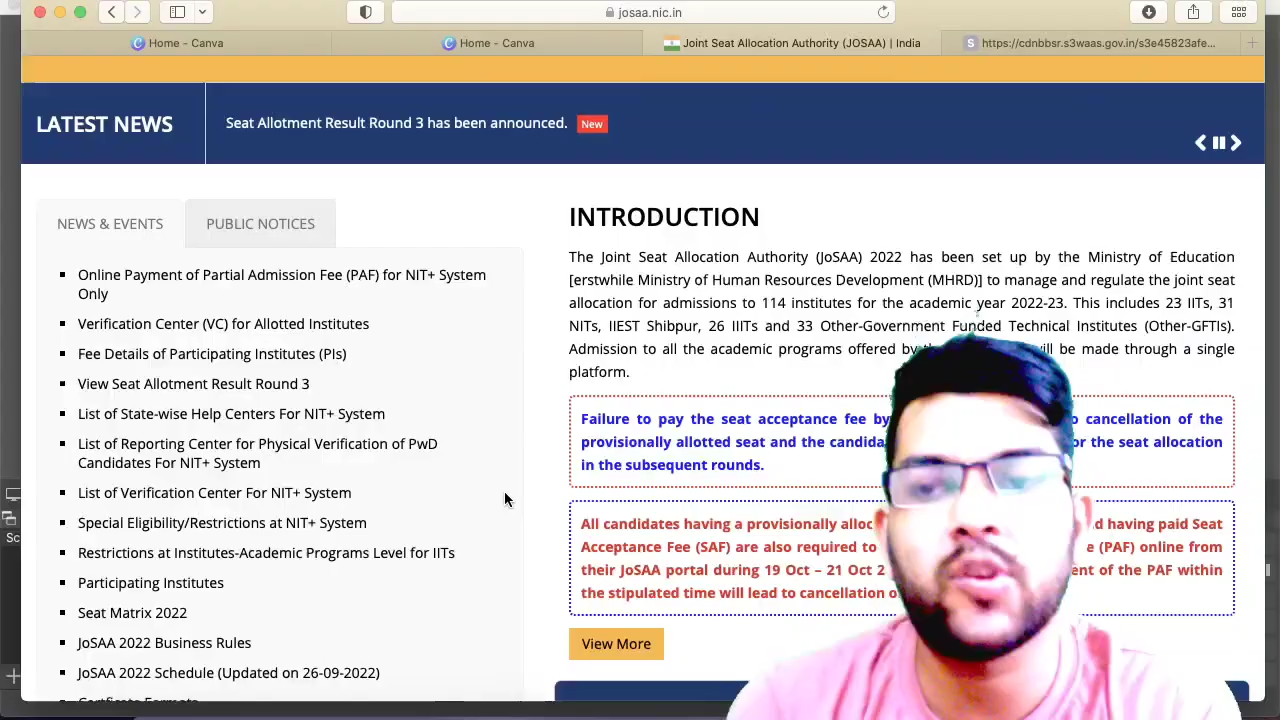 josaa.nic.in
Home - Canva
Home - Canva
Joint Seat Allocation Authority (JOSAA) | India
S
https://cdnbbsr.s3waas.gov.in/s3e45823afe...
LATEST NEWS
Seat Allotment Result Round 3 has been announced. New
NEWS & EVENTS
PUBLIC NOTICES
Online Payment of Partial Admission Fee (PAF) for NIT+ System
Only
Verification Center (VC) for Allotted Institutes
Fee Details of Participating Institutes (PIs)
View Seat Allotment Result Round 3
List of State-wise Help Centers For NIT+ System
List of Reporting Center for Physical Verification of PwD
Candidates For NIT+ System
List of Verification Center For NIT+ System
Special Eligibility/Restrictions at NIT+ System
Restrictions at Institutes-Academic Programs Level for IITs
Participating Institutes
Seat Matrix 2022
JoSAA 2022 Business Rules
JoSAA 2022 Schedule (Updated on 26-09-2022)
INTRODUCTION
The Joint Seat Allocation Authority (JoSAA) 2022 has been set up by the Ministry of Education
[erstwhile Ministry of Human Resources Development (MHRD)] to manage and regulate the joint seat
allocation for admissions to 114 institutes for the academic year 2022-23. This includes 23 IITs, 31
NITs, IIEST Shibpur, 26 IIITs and 33 Other-Government Funded Technical Institutes (Other-GFTIs).
Admission to all the academic programs offered by will be made through a single
platform.
Failure to pay the seat acceptance fee by cancellation of the
provisionally allotted seat and the the seat allocation
in the subsequent rounds.
All candidates having a provisionally having paid Seat
Acceptance Fee (SAF) are also required to (PAF) online from
their JoSAA portal during 19 Oct – 21 Oct of the PAF within
the stipulated time will lead to cancellation
View More
Sc